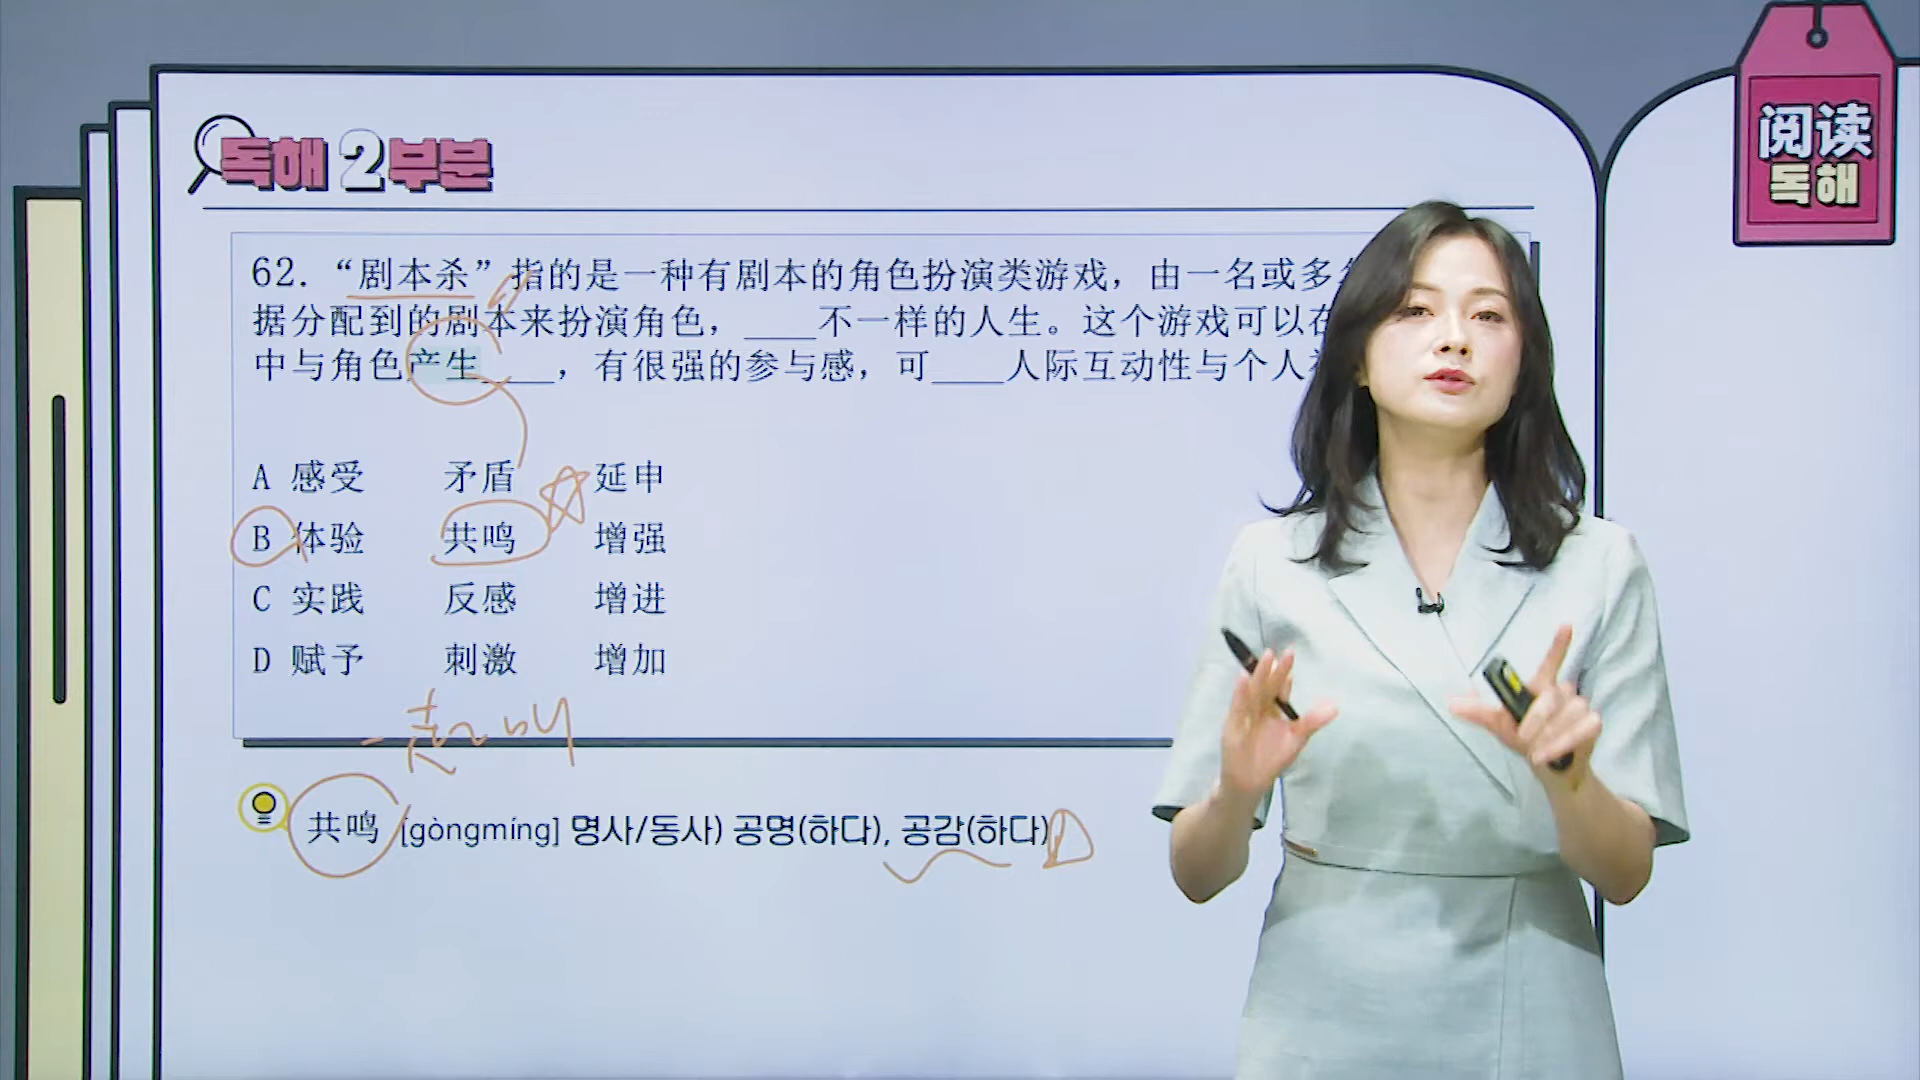 阅读
독해
독해 2부분
62. “剧本杀”指的是一种有剧本的角色扮演类游戏，由一名或多
据分配到的剧本来扮演角色，____不一样的人生。这个游戏可以在
中与角色产生____，有很强的参与感，可____人际互动性与个人
A 感受 矛盾 延申
B 体验 共鸣 增强
C 实践 反感 增进
D 赋予 刺激 增加
一起
共鸣 [gòngmíng] 명사/동사) 공명(하다), 공감(하다)